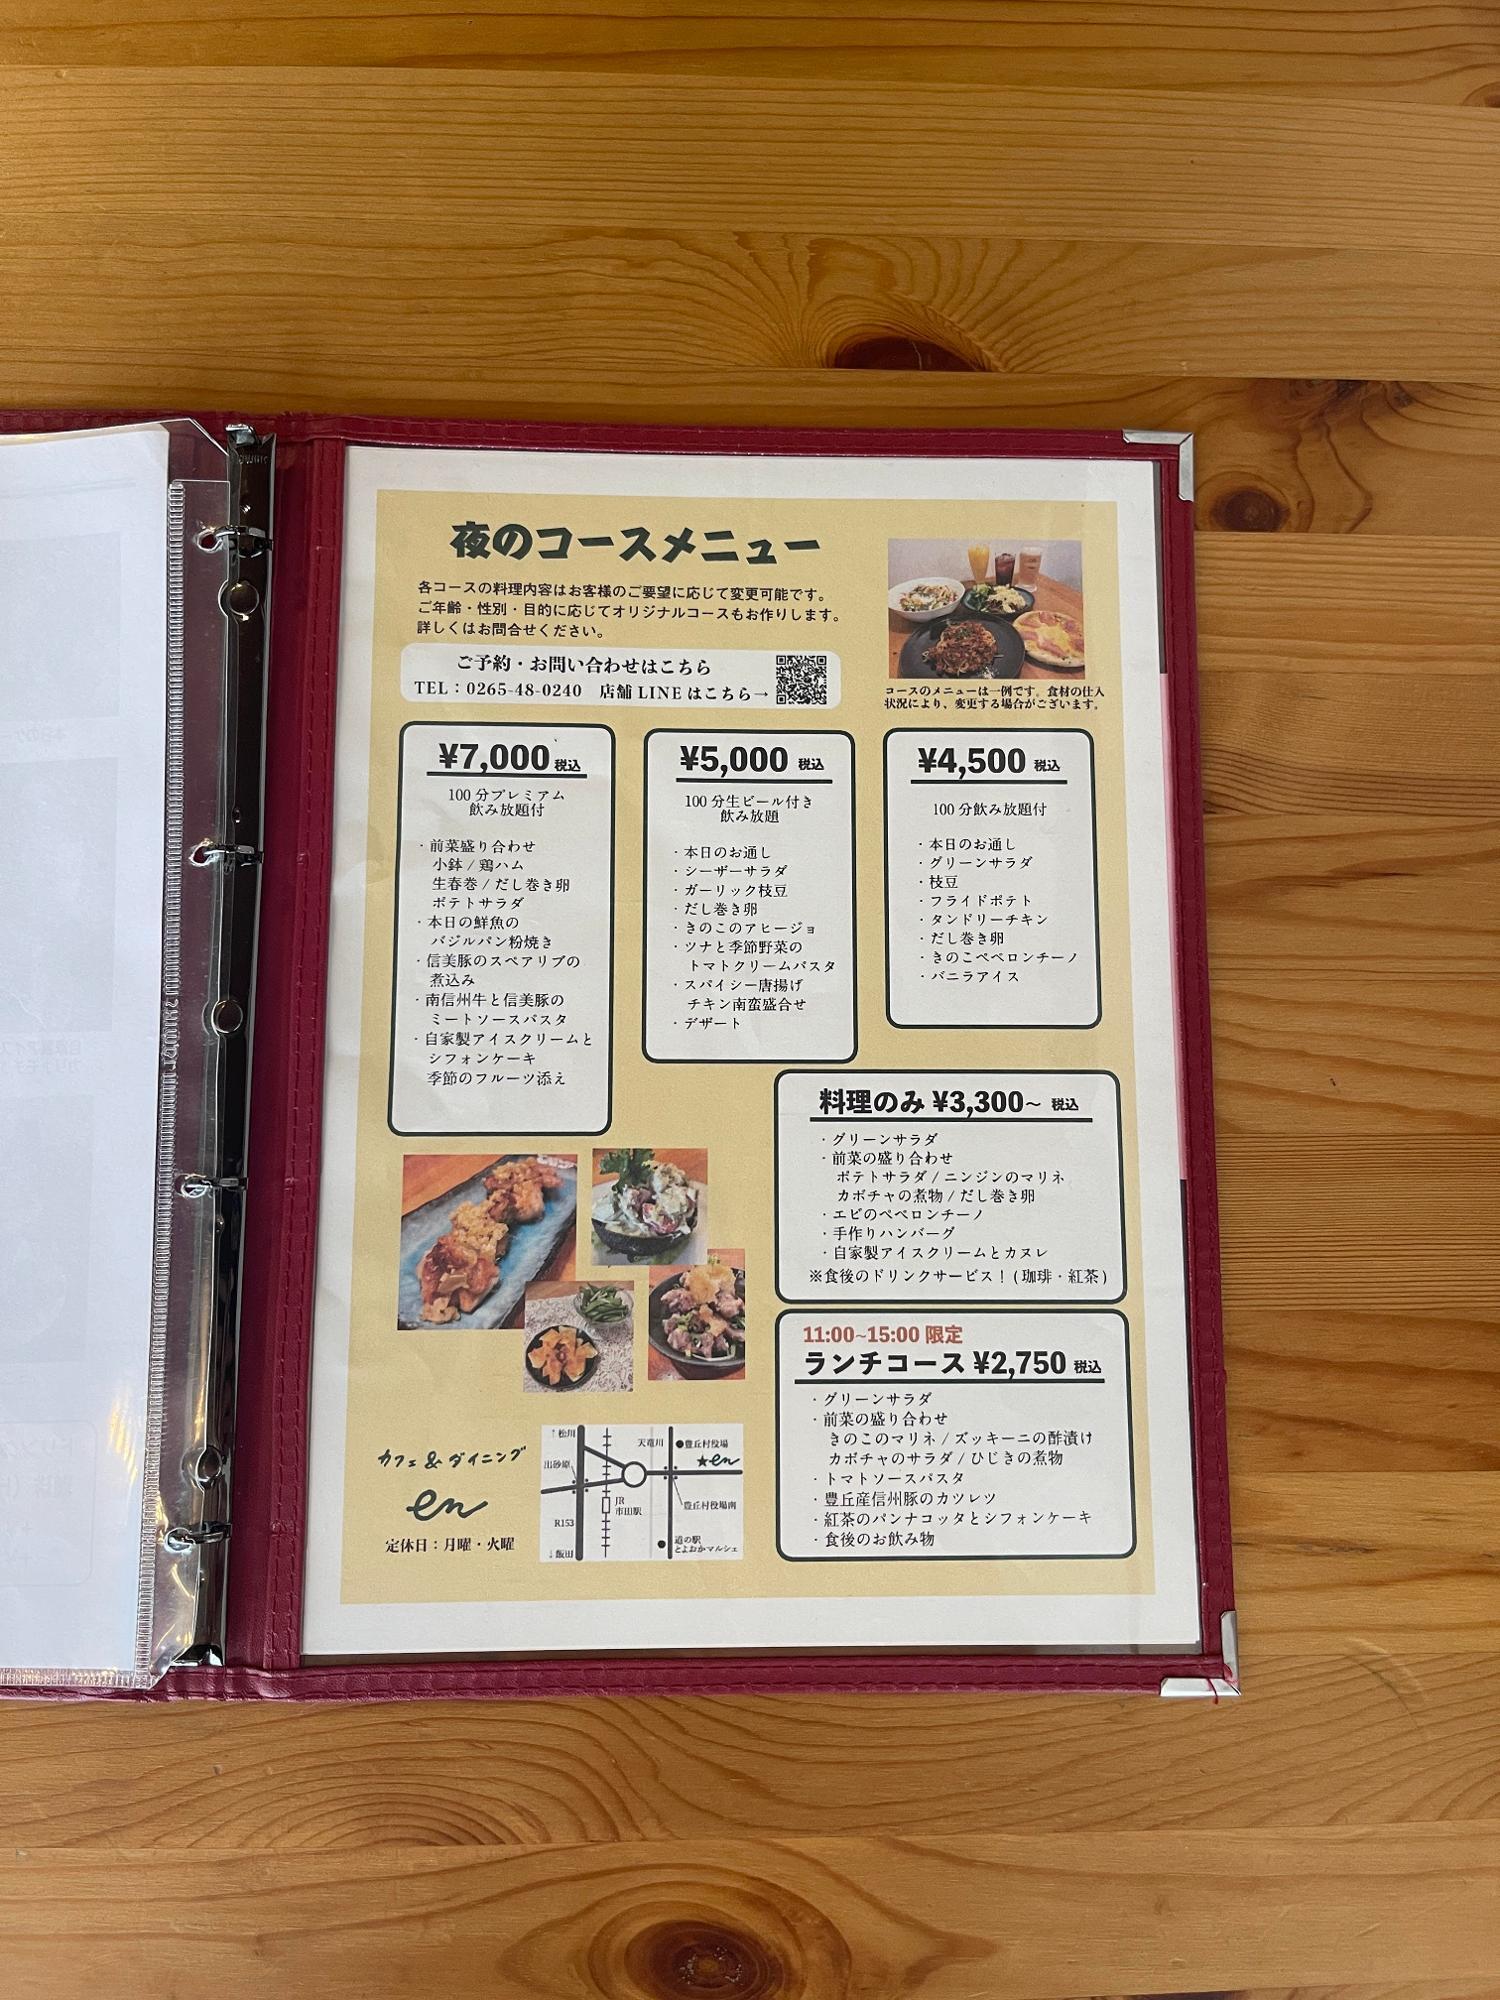 夜のコースメニュー
各コースの料理内容はお客様のご要望に応じて変更可能です。
ご年齢・性別・目的に応じてオリジナルコースもお作りします。
詳しくはお問合せください。
ご予約・お問い合わせはこちら
TEL：0265-48-0240　店舗 LINE はこちら→
コースのメニューは一例です。食材の仕入
状況により、変更する場合がございます。
¥7,000 税込
100 分プレミアム
飲み放題付
・前菜盛り合わせ
小鉢 / 鶏ハム
生春巻 / だし巻き卵
ポテトサラダ
・本日の鮮魚の
バジルパン粉焼き
・信美豚のスペアリブの
煮込み
・南信州牛と信美豚の
ミートソースパスタ
・自家製アイスクリームと
シフォンケーキ
季節のフルーツ添え
¥5,000 税込
100 分生ビール付き
飲み放題
・本日のお通し
・シーザーサラダ
・ガーリック枝豆
・だし巻き卵
・きのこのアヒージョ
・ツナと季節野菜の
トマトクリームパスタ
・スパイシー唐揚げ
チキン南蛮盛合せ
・デザート
¥4,500 税込
100 分飲み放題付
・本日のお通し
・グリーンサラダ
・枝豆
・フライドポテト
・タンドリーチキン
・だし巻き卵
・きのこペペロンチーノ
・バニラアイス
料理のみ ¥3,300～ 税込
・グリーンサラダ
・前菜の盛り合わせ
ポテトサラダ / ニンジンのマリネ
カボチャの煮物 / だし巻き卵
・エビのペペロンチーノ
・手作りハンバーグ
・自家製アイスクリームとカヌレ
※食後のドリンクサービス！( 珈琲・紅茶 )
11:00~15:00 限定
ランチコース ¥2,750 税込
・グリーンサラダ
・前菜の盛り合わせ
きのこのマリネ / ズッキーニの酢漬け
カボチャのサラダ / ひじきの煮物
・トマトソースパスタ
・豊丘産信州豚のカツレツ
・紅茶のパンナコッタとシフォンケーキ
・食後のお飲み物
カフェ & ダイニング
en
定休日：月曜・火曜
↑松川
天竜川
●豊丘村役場
出砂原
★en
JR
市田駅
豊丘村役場南
R153
道の駅
とよおかマルシェ
↓飯田